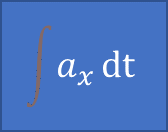 ∫ aₓ dt